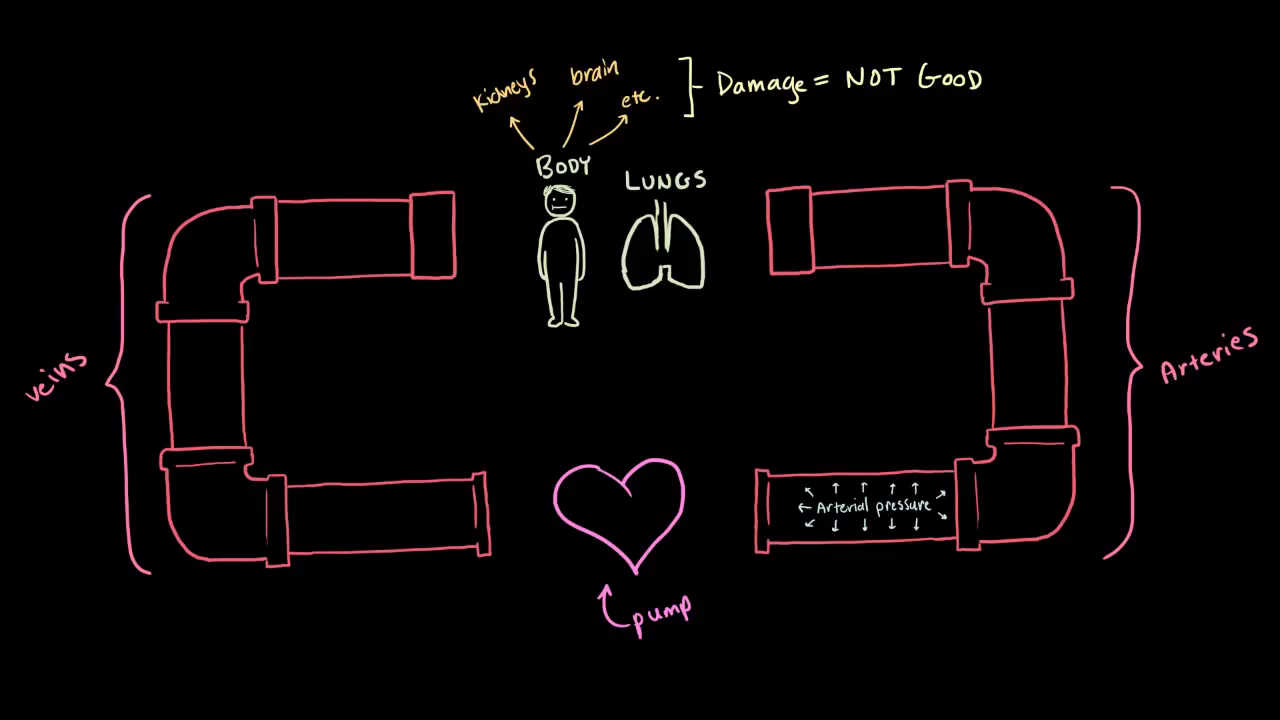 Kidneys
brain
etc.
Damage = NOT GOOD
BODY
LUNGS
veins
Arteries
Arterial pressure
pump